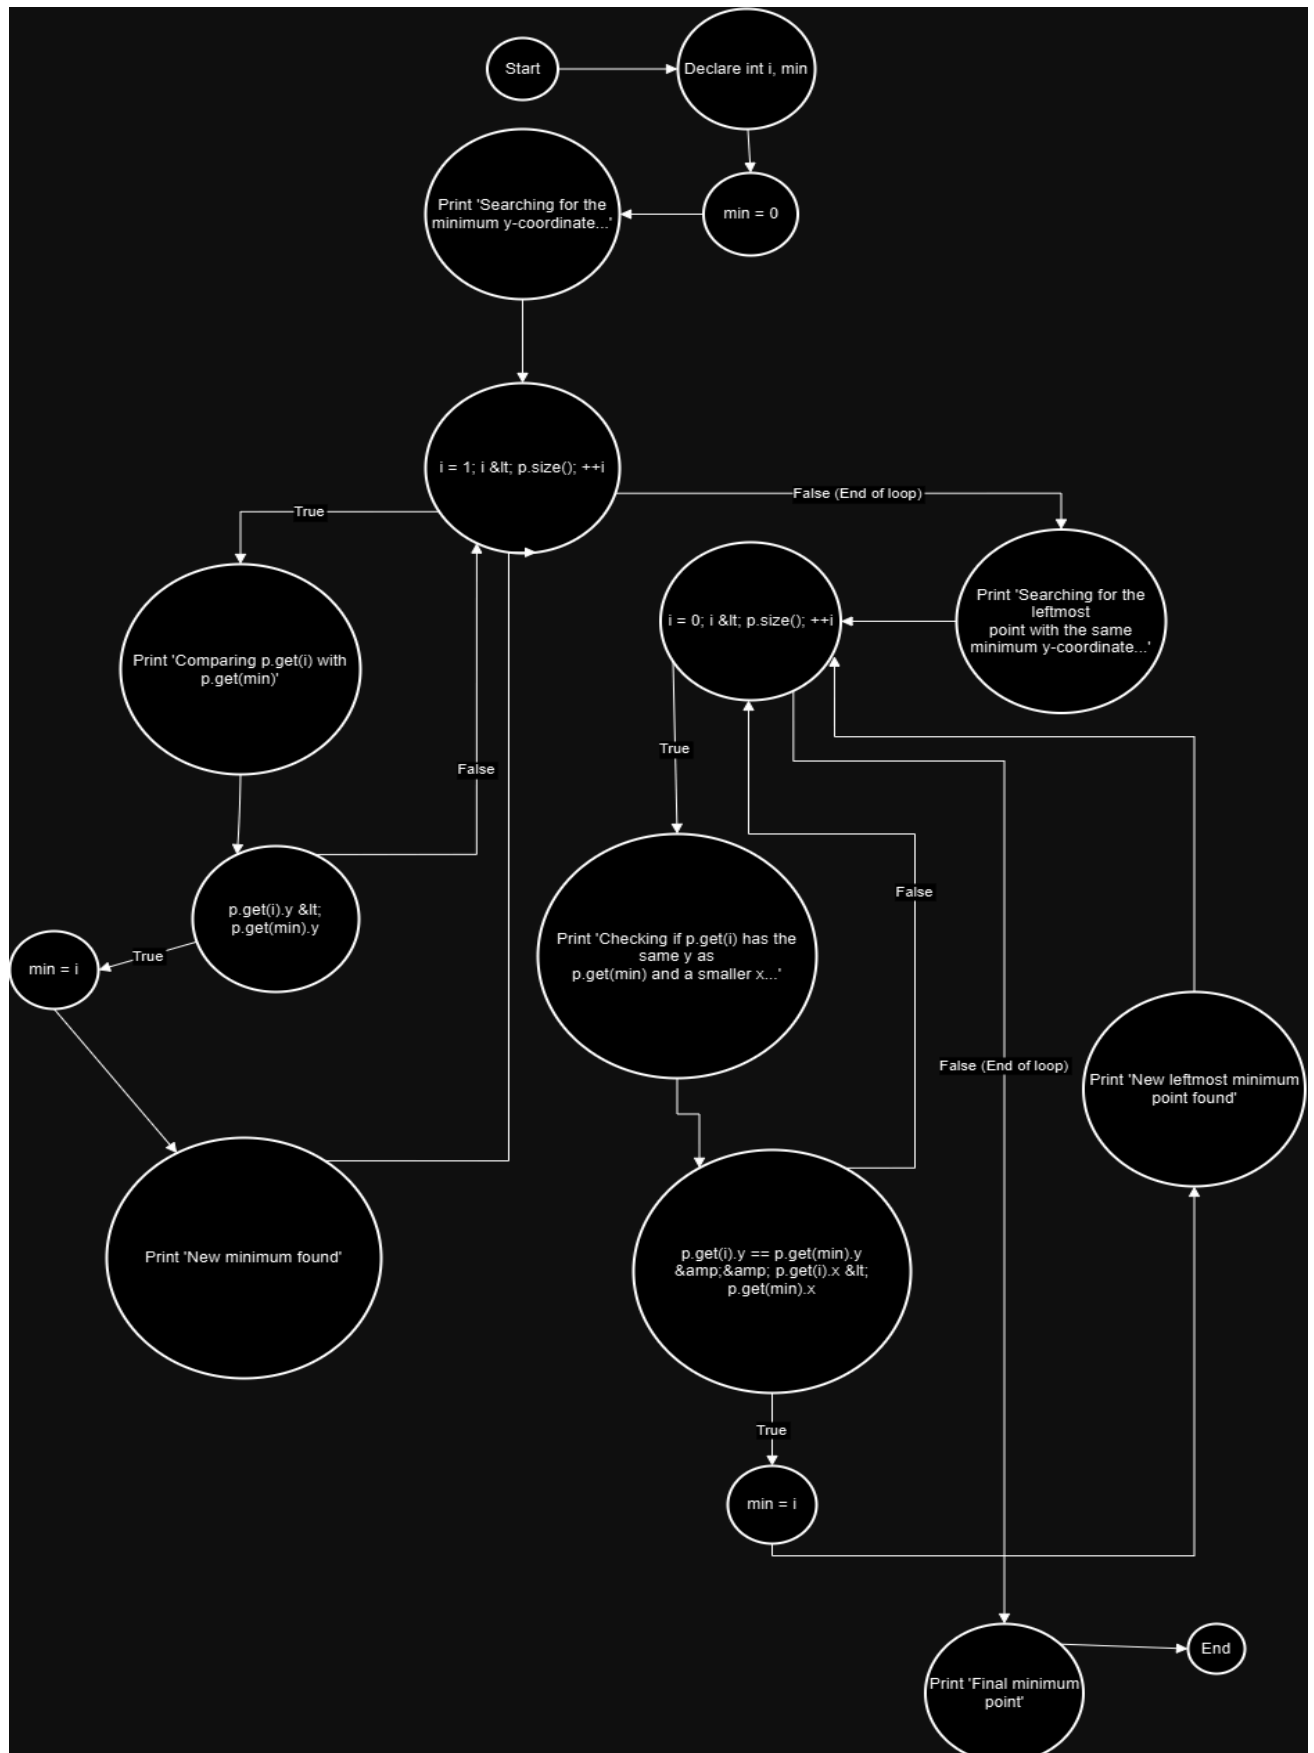 Start
Declare int i, min
min = 0
Print 'Searching for the
minimum y-coordinate...'
i = 1; i &lt; p.size(); ++i
True
False (End of loop)
Print 'Comparing p.get(i) with
p.get(min)'
False
p.get(i).y &lt;
p.get(min).y
True
min = i
Print 'New minimum found'
Print 'Searching for the
leftmost
point with the same
minimum y-coordinate...'
i = 0; i &lt; p.size(); ++i
True
Print 'Checking if p.get(i) has the
same y as
p.get(min) and a smaller x...'
False
False (End of loop)
p.get(i).y == p.get(min).y
&amp;&amp; p.get(i).x &lt;
p.get(min).x
True
min = i
Print 'New leftmost minimum
point found'
Print 'Final minimum
point'
End